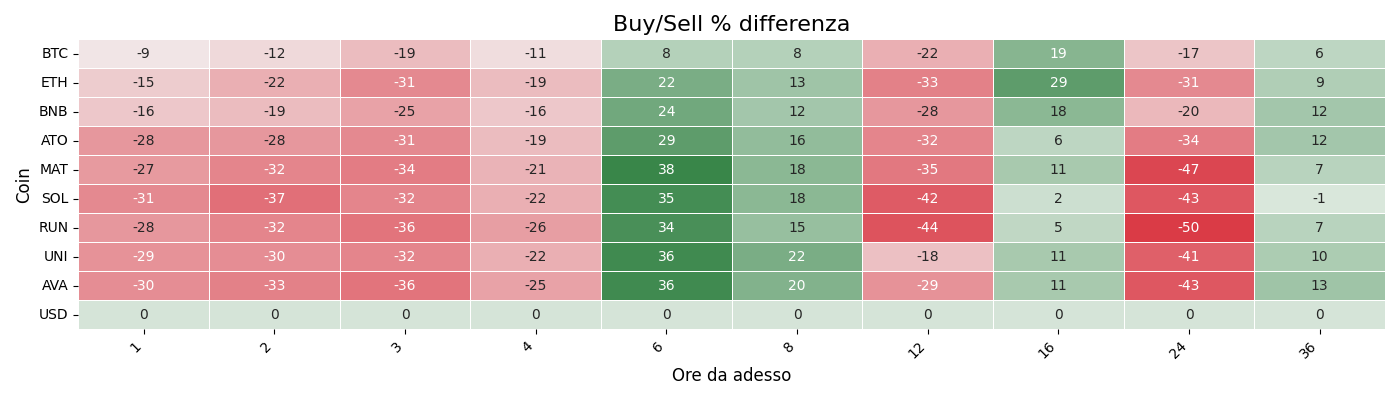 Buy/Sell % differenza
Coin
BTC -9 -12 -19 -11 8 8 -22 19 -17 6
ETH -15 -22 -31 -19 22 13 -33 29 -31 9
BNB -16 -19 -25 -16 24 12 -28 18 -20 12
ATO -28 -28 -31 -19 29 16 -32 6 -34 12
MAT -27 -32 -34 -21 38 18 -35 11 -47 7
SOL -31 -37 -32 -22 35 18 -42 2 -43 -1
RUN -28 -32 -36 -26 34 15 -44 5 -50 7
UNI -29 -30 -32 -22 36 22 -18 11 -41 10
AVA -30 -33 -36 -25 36 20 -29 11 -43 13
USD 0 0 0 0 0 0 0 0 0 0
1 2 3 4 6 8 12 16 24 36
Ore da adesso